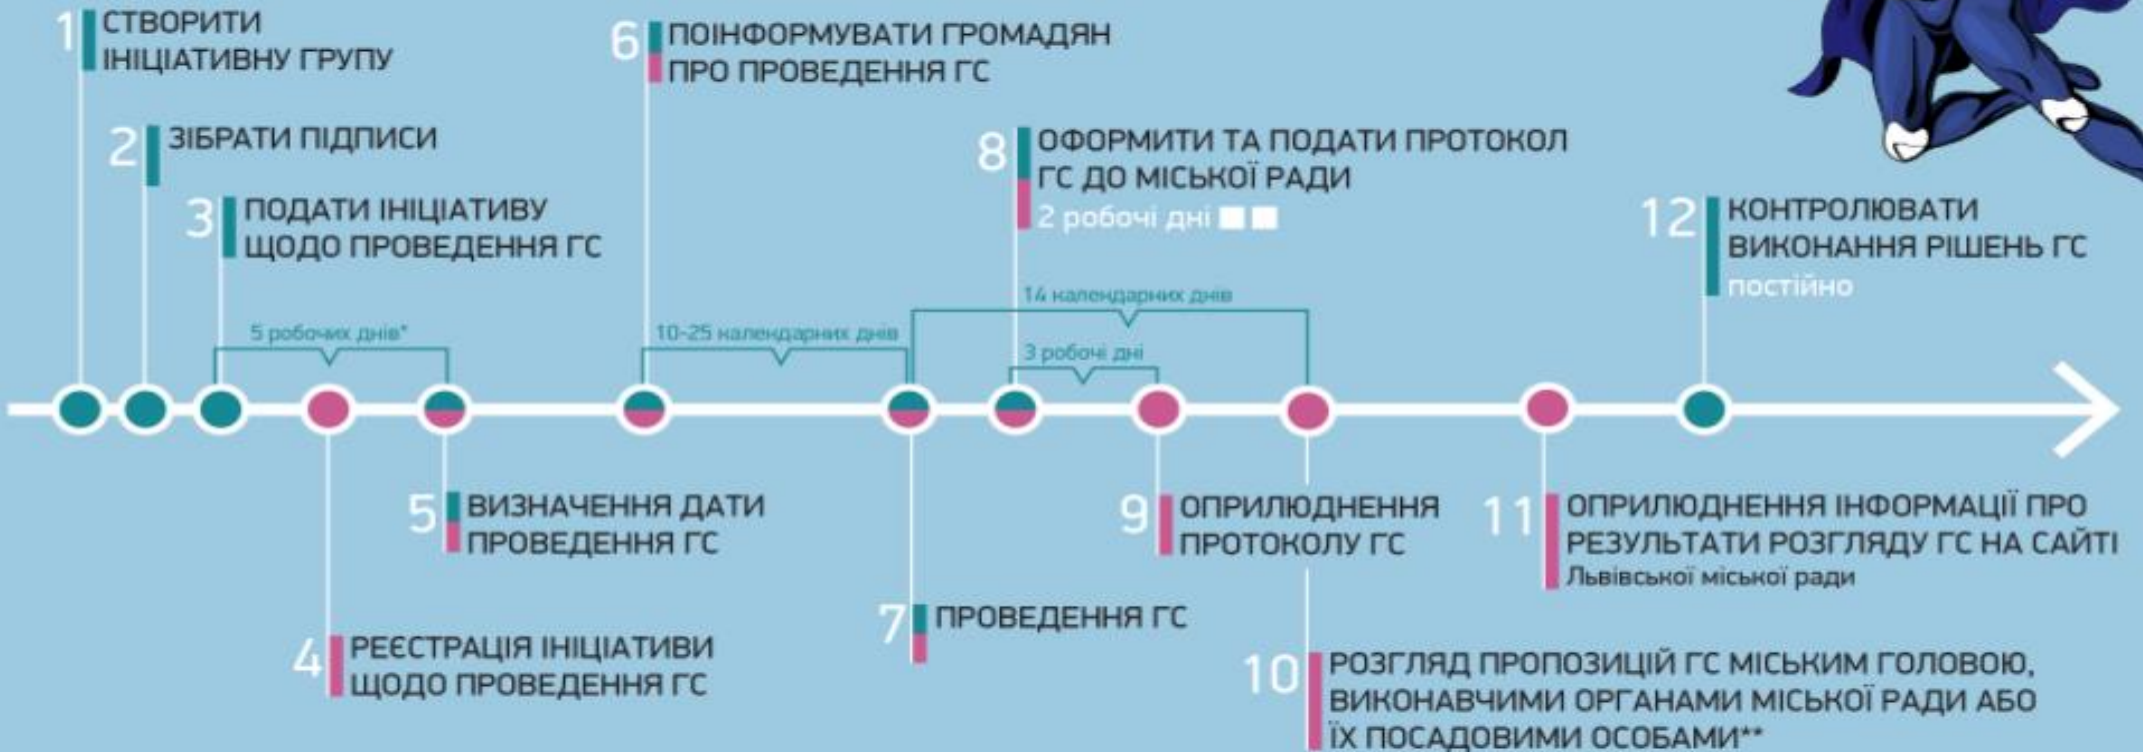 1
СТВОРИТИ
ІНІЦІАТИВНУ ГРУПУ
2
ЗІБРАТИ ПІДПИСИ
3
ПОДАТИ ІНІЦІАТИВУ
ЩОДО ПРОВЕДЕННЯ ГС
5 робочих днів*
4
РЕЄСТРАЦІЯ ІНІЦІАТИВИ
ЩОДО ПРОВЕДЕННЯ ГС
5
ВИЗНАЧЕННЯ ДАТИ
ПРОВЕДЕННЯ ГС
6
ПОІНФОРМУВАТИ ГРОМАДЯН
ПРО ПРОВЕДЕННЯ ГС
10-25 календарних днів
7
ПРОВЕДЕННЯ ГС
14 календарних днів
8
ОФОРМИТИ ТА ПОДАТИ ПРОТОКОЛ
ГС ДО МІСЬКОЇ РАДИ
2 робочі дні
3 робочі дні
9
ОПРИЛЮДНЕННЯ
ПРОТОКОЛУ ГС
10
РОЗГЛЯД ПРОПОЗИЦІЙ ГС МІСЬКИМ ГОЛОВОЮ,
ВИКОНАВЧИМИ ОРГАНАМИ МІСЬКОЇ РАДИ АБО
ЇХ ПОСАДОВИМИ ОСОБАМИ**
11
ОПРИЛЮДНЕННЯ ІНФОРМАЦІЇ ПРО
РЕЗУЛЬТАТИ РОЗГЛЯДУ ГС НА САЙТІ
Львівської міської ради
12
КОНТРОЛЮВАТИ
ВИКОНАННЯ РІШЕНЬ ГС
постійно